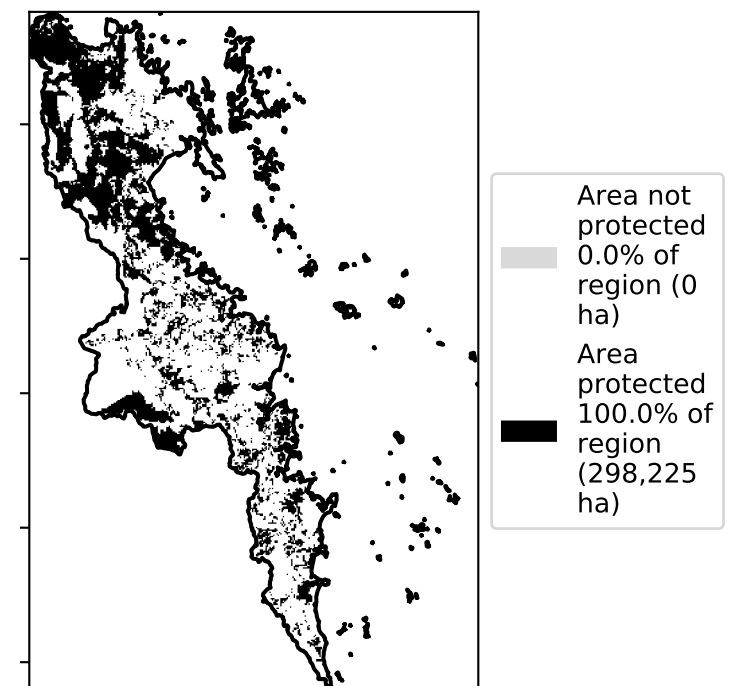 Area not
protected
0.0% of
region (0
ha)
Area
protected
100.0% of
region
(298,225
ha)